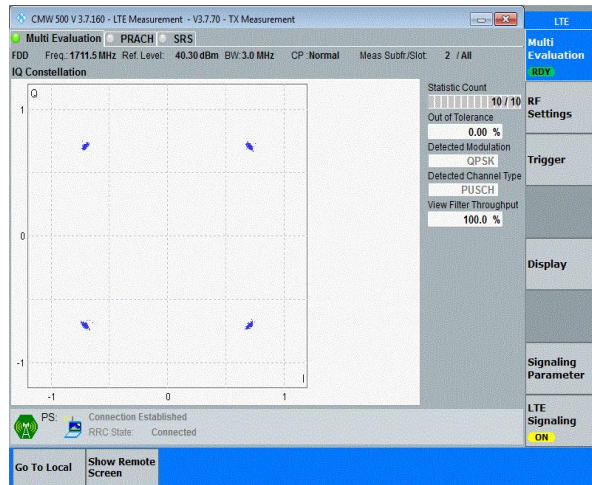 CMW 500 V 3.7.160 - LTE Measurement - V3.7.70 - TX Measurement
LTE
Multi Evaluation PRACH SRS
Multi
Evaluation
RDY
FDD Freq.: 1711.5 MHz Ref. Level: 40.30 dBm BW: 3.0 MHz CP : Normal Meas Subfr./Slot: 2 / All
IQ Constellation
Q
1
0
-1
-1 0 1
I
Statistic Count
10 / 10
Out of Tolerance
0.00 %
Detected Modulation
QPSK
Detected Channel Type
PUSCH
View Filter Throughput
100.0 %
RF
Settings
Trigger
Display
Signaling
Parameter
LTE
Signaling
ON
PS: Connection Established
RRC State: Connected
Go To Local
Show Remote
Screen